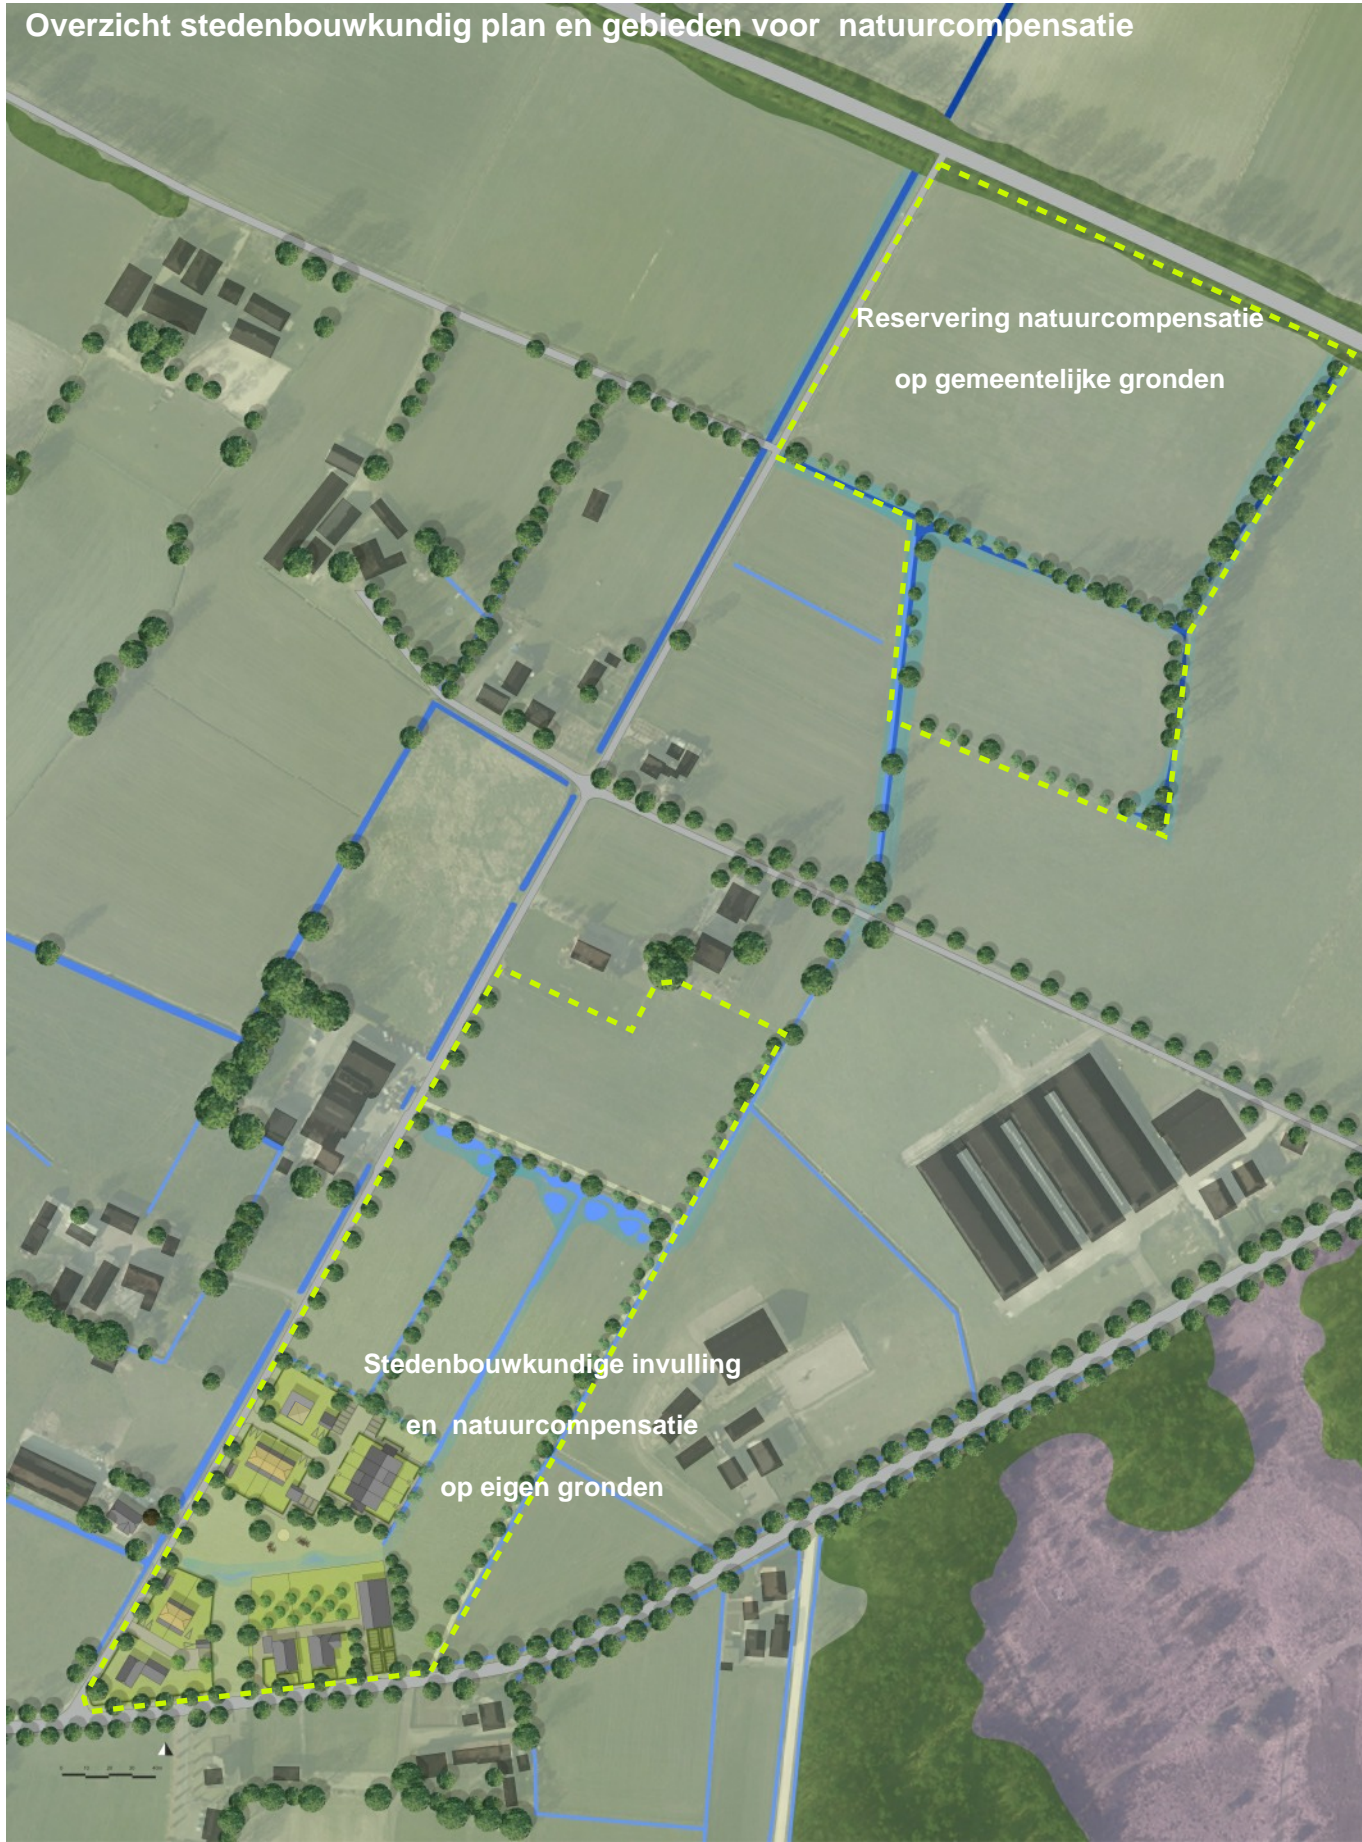 Overzicht stedenbouwkundig plan en gebieden voor natuurcompensatie
Reservering natuurcompensatie
op gemeentelijke gronden
Stedenbouwkundige invulling
en natuurcompensatie
op eigen gronden